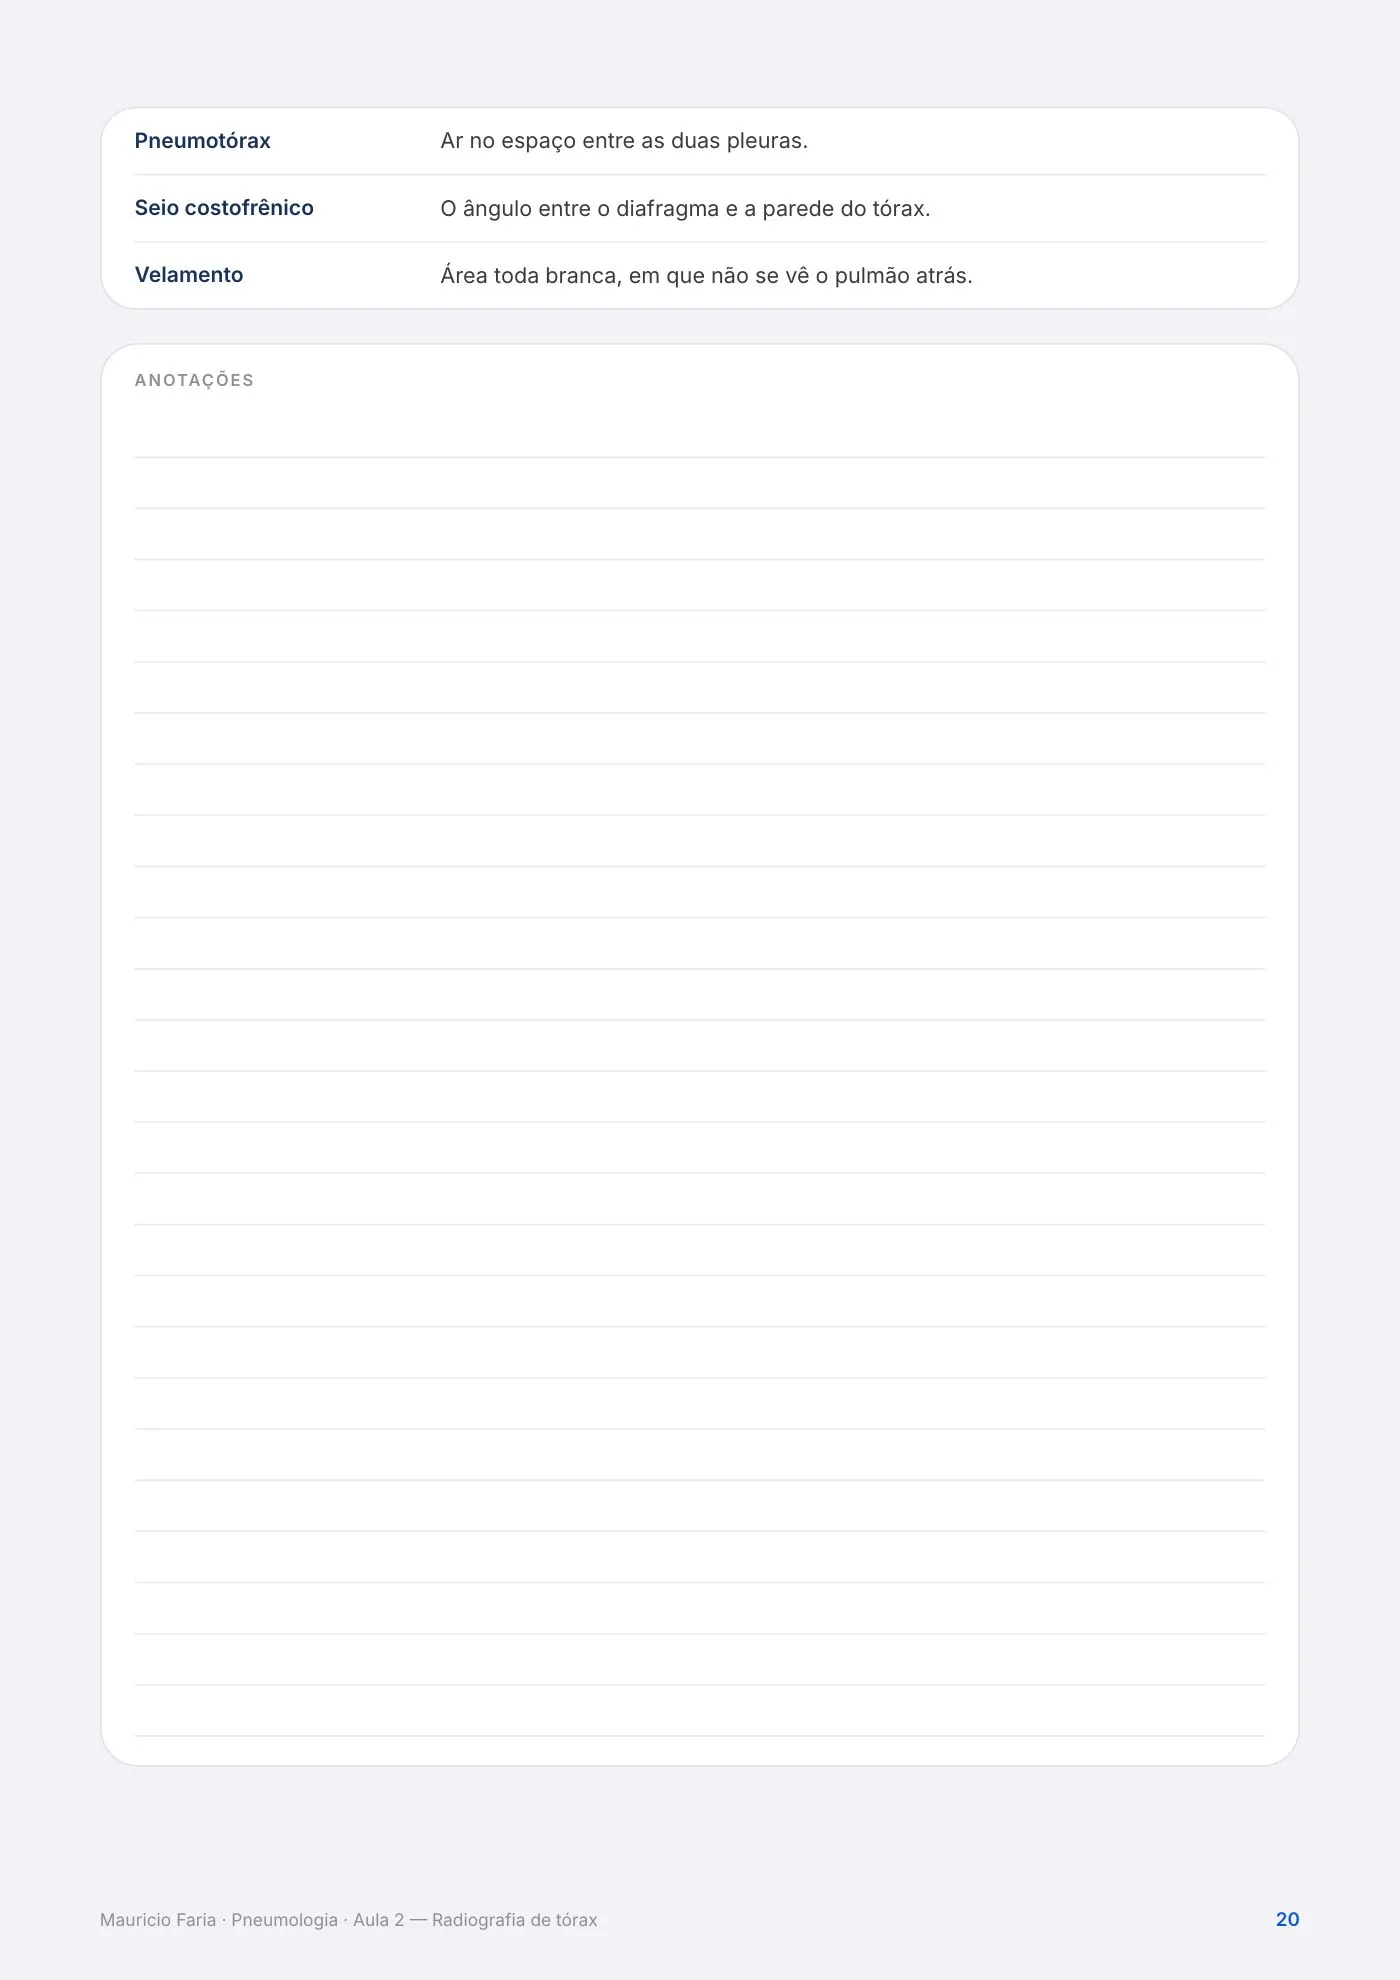 Pneumotórax Ar no espaço entre as duas pleuras.
Seio costofrênico O ângulo entre o diafragma e a parede do tórax.
Velamento Área toda branca, em que não se vê o pulmão atrás.
ANOTAÇÕES
Mauricio Faria · Pneumologia · Aula 2 — Radiografia de tórax 20